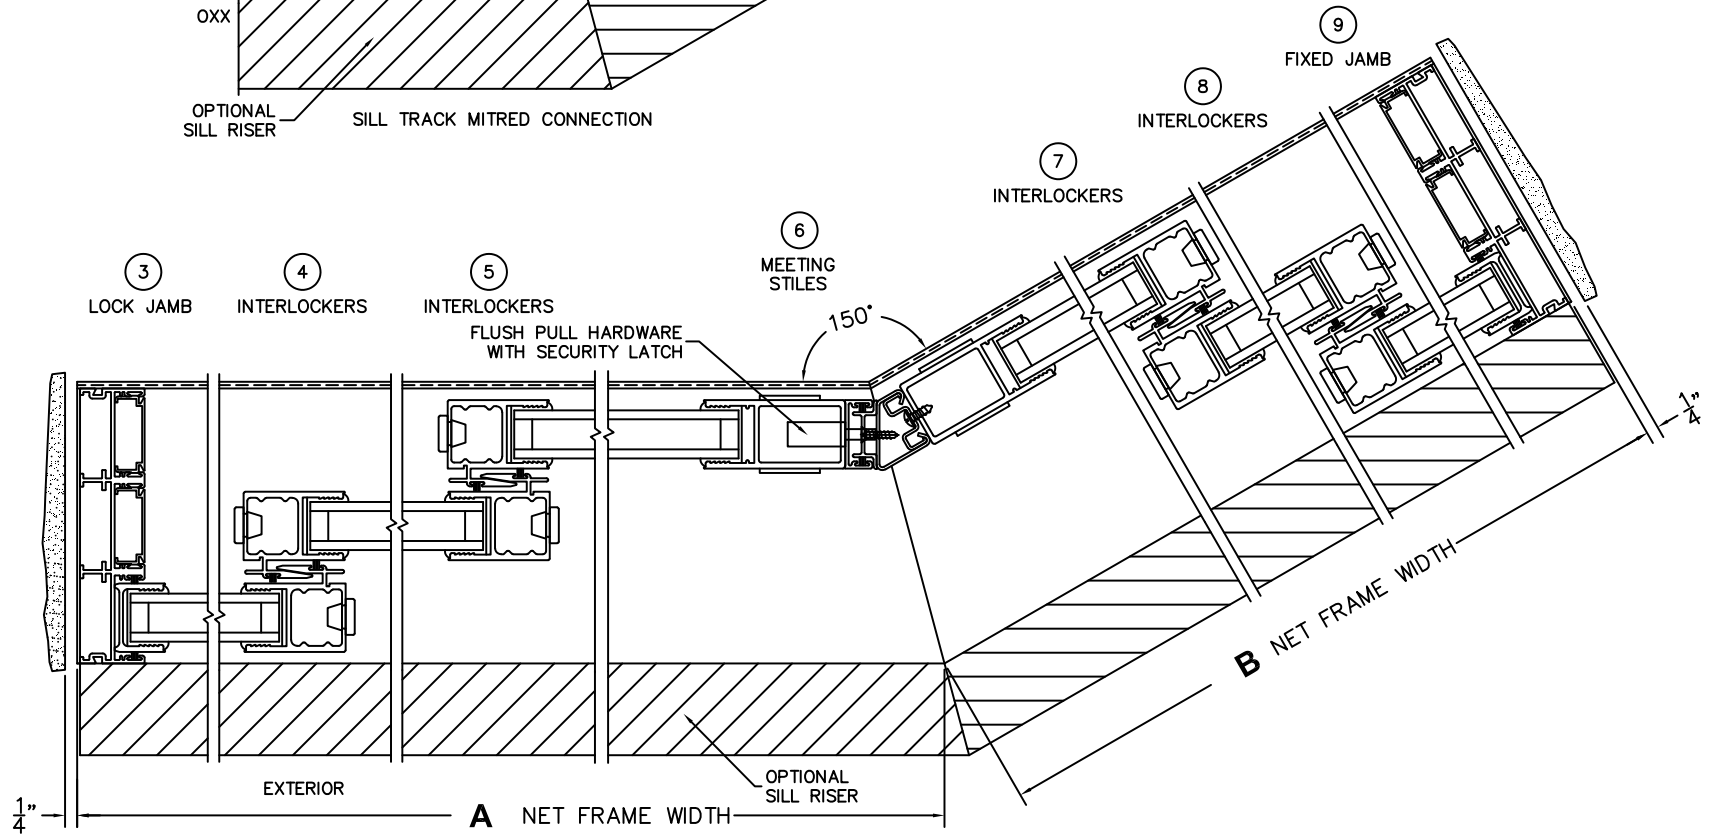 OXX
OPTIONAL
SILL RISER
SILL TRACK MITRED CONNECTION
9
FIXED JAMB
8
INTERLOCKERS
7
INTERLOCKERS
6
MEETING
STILES
3
LOCK JAMB
4
INTERLOCKERS
5
INTERLOCKERS
FLUSH PULL HARDWARE
WITH SECURITY LATCH
150°
1/4"
B NET FRAME WIDTH
EXTERIOR
OPTIONAL
SILL RISER
1/4"
A NET FRAME WIDTH